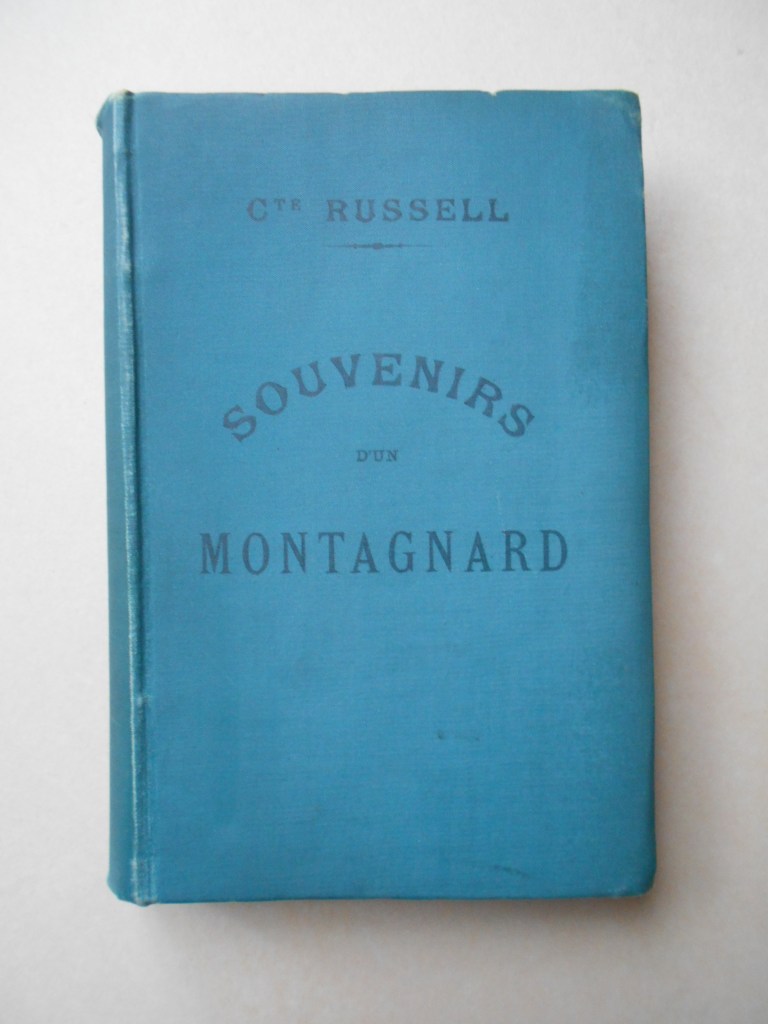 CTE RUSSELL
SOUVENIRS
D'UN
MONTAGNARD